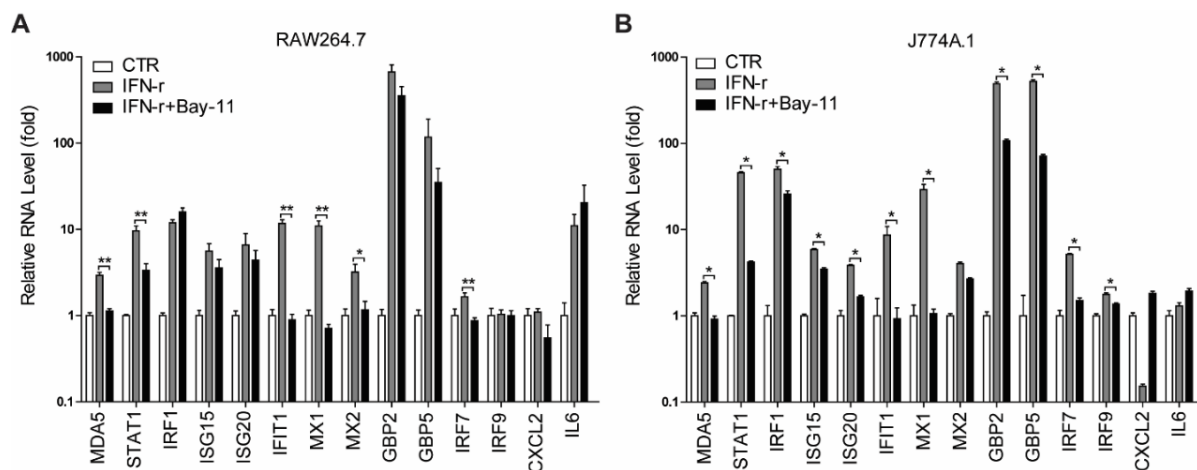 A
RAW264.7
Relative RNA Level (fold)
1000
100
10
1
0.1
CTR
IFN-r
IFN-r+Bay-11
**
**
**
**
*
**
MDA5
STAT1
IRF1
ISG15
ISG20
IFIT1
MX1
MX2
GBP2
GBP5
IRF7
IRF9
CXCL2
IL6
B
J774A.1
Relative RNA Level (fold)
1000
100
10
1
0.1
CTR
IFN-r
IFN-r+Bay-11
*
*
*
*
*
*
*
*
*
*
*
MDA5
STAT1
IRF1
ISG15
ISG20
IFIT1
MX1
MX2
GBP2
GBP5
IRF7
IRF9
CXCL2
IL6